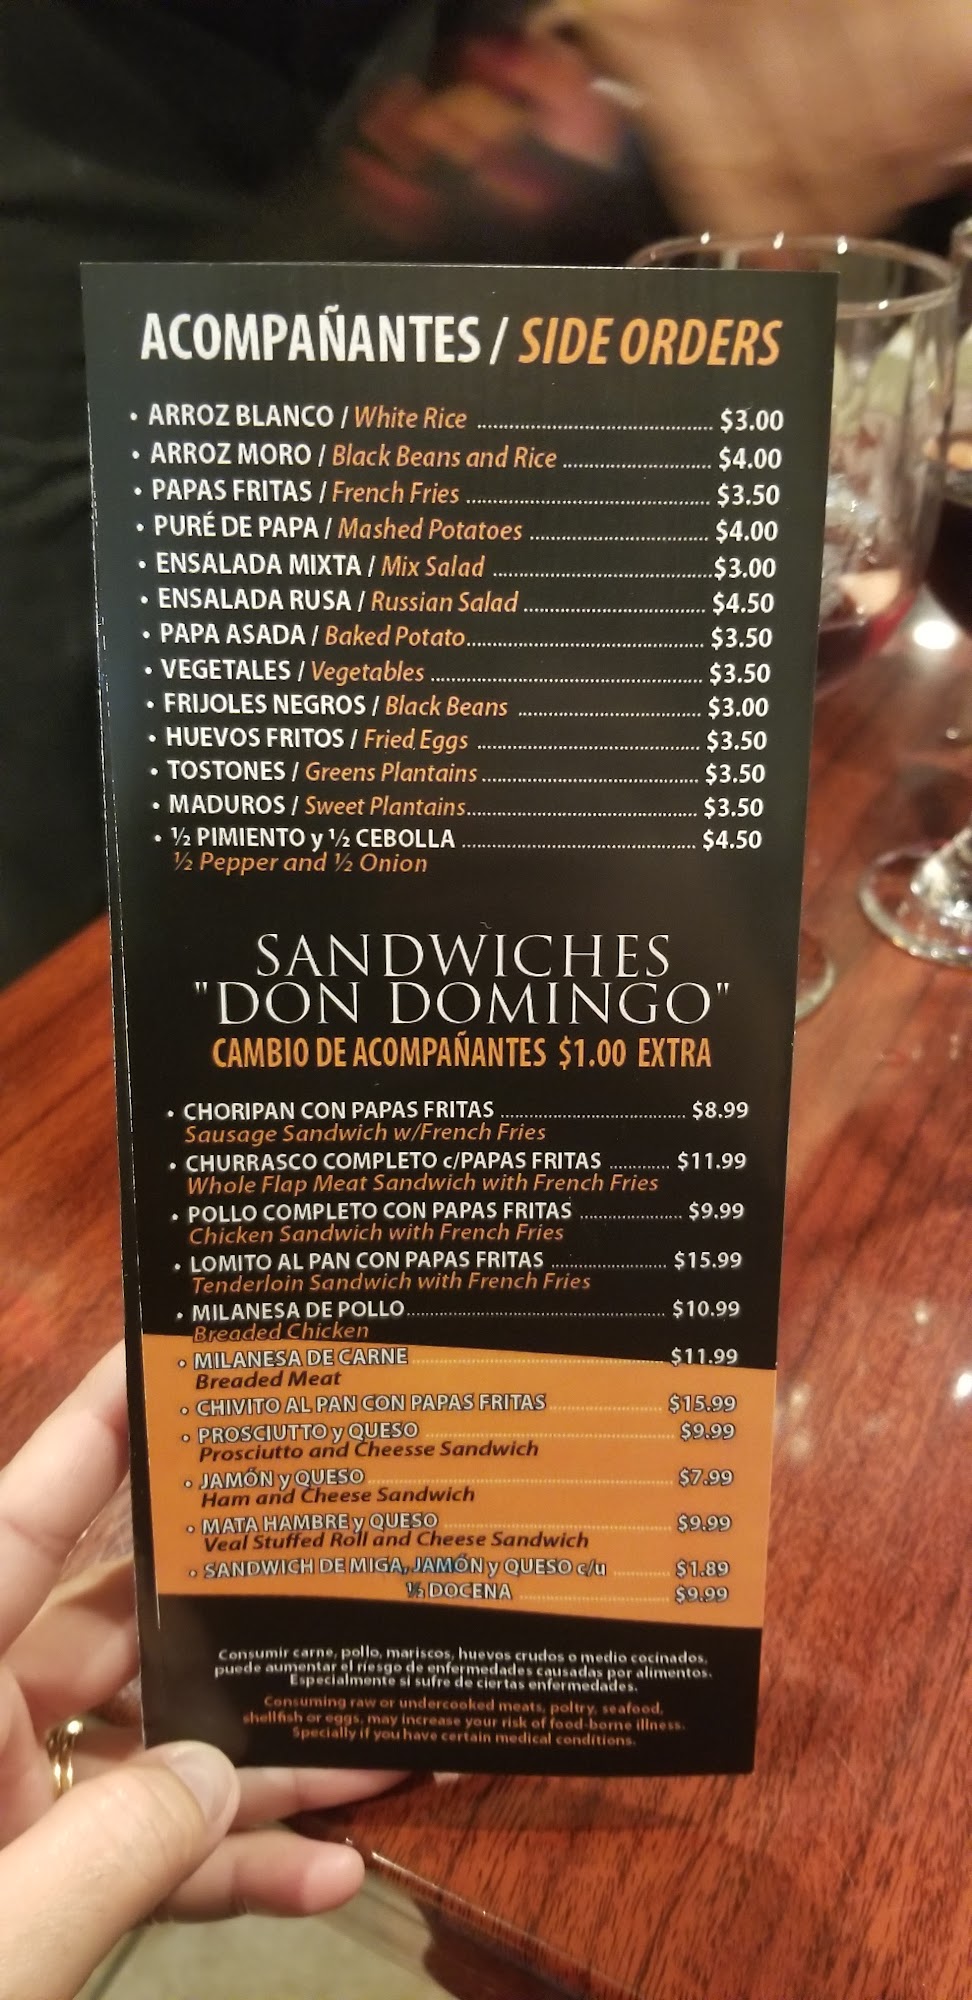 ACOMPAÑANTES / SIDE ORDERS
• ARROZ BLANCO / White Rice ........ $3.00
• ARROZ MORO / Black Beans and Rice ........ $4.00
• PAPAS FRITAS / French Fries ........ $3.50
• PURÉ DE PAPA / Mashed Potatoes ........ $4.00
• ENSALADA MIXTA / Mix Salad ........ $3.00
• ENSALADA RUSA / Russian Salad ........ $4.50
• PAPA ASADA / Baked Potato ........ $3.50
• VEGETALES / Vegetables ........ $3.50
• FRIJOLES NEGROS / Black Beans ........ $3.00
• HUEVOS FRITOS / Fried Eggs ........ $3.50
• TOSTONES / Greens Plantains ........ $3.50
• MADUROS / Sweet Plantains ........ $3.50
• ½ PIMIENTO y ½ CEBOLLA ........ $4.50
½ Pepper and ½ Onion
SANDWICHES
"DON DOMINGO"
CAMBIO DE ACOMPAÑANTES $1.00 EXTRA
• CHORIPAN CON PAPAS FRITAS ........ $8.99
Sausage Sandwich w/French Fries
• CHURRASCO COMPLETO c/PAPAS FRITAS ........ $11.99
Whole Flap Meat Sandwich with French Fries
• POLLO COMPLETO CON PAPAS FRITAS ........ $9.99
Chicken Sandwich with French Fries
• LOMITO AL PAN CON PAPAS FRITAS ........ $15.99
Tenderloin Sandwich with French Fries
• MILANESA DE POLLO ........ $10.99
Breaded Chicken
• MILANESA DE CARNE ........ $11.99
Breaded Meat
• CHIVITO AL PAN CON PAPAS FRITAS ........ $15.99
• PROSCIUTTO y QUESO ........ $9.99
Prosciutto and Cheesse Sandwich
• JAMÓN y QUESO ........ $7.99
Ham and Cheese Sandwich
• MATA HAMBRE y QUESO ........ $9.99
Veal Stuffed Roll and Cheese Sandwich
• SANDWICH DE MIGA, JAMÓN y QUESO c/u ........ $1.89
½ DOCENA ........ $9.99
Consumir carne, pollo, mariscos, huevos crudos o medio cocinados,
puede aumentar el riesgo de enfermedades causadas por alimentos.
Especialmente si sufre de ciertas enfermedades.
Consuming raw or undercooked meats, poltry, seafood,
shellfish or eggs, may increase your risk of food-borne illness.
Specially if you have certain medical conditions.